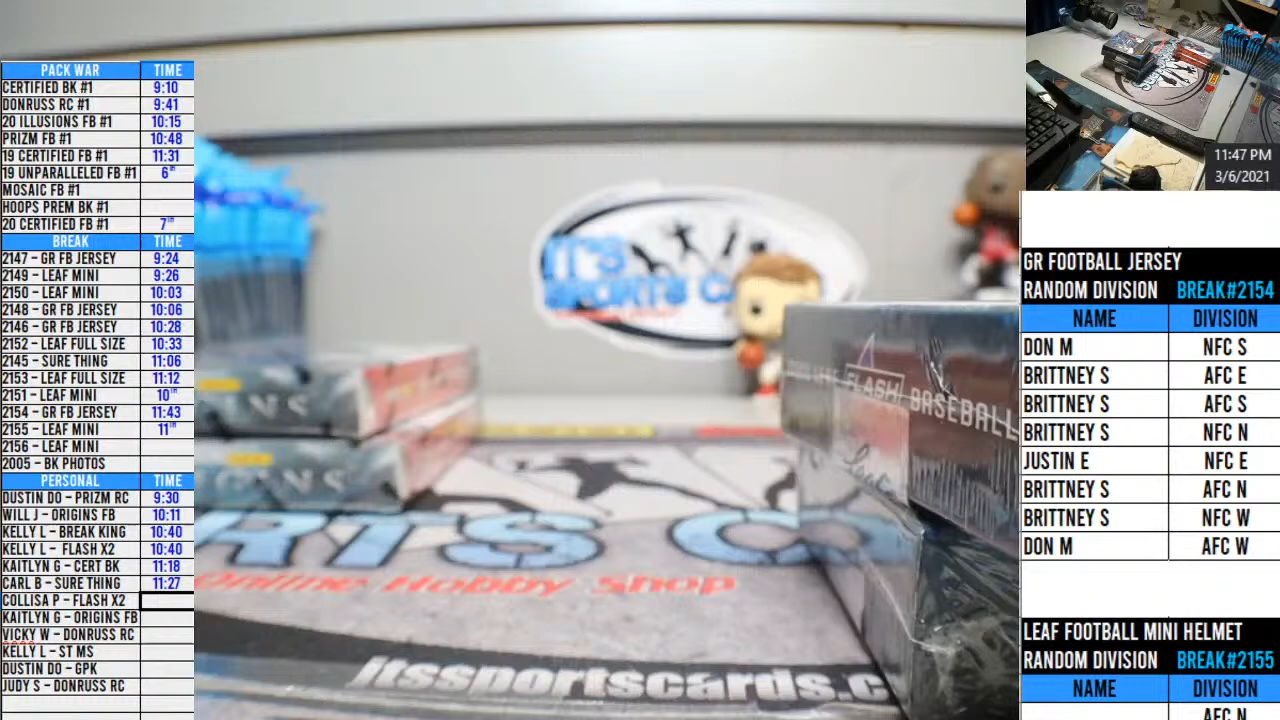 PACK WAR TIME
CERTIFIED BK #1 9:10
DONRUSS RC #1 9:41
20 ILLUSIONS FB #1 10:15
PRIZM FB #1 10:48
19 CERTIFIED FB #1 11:31
19 UNPARALLELED FB #1 6TH
MOSAIC FB #1
HOOPS PREM BK #1
20 CERTIFIED FB #1 7TH
BREAK TIME
2147 – GR FB JERSEY 9:24
2149 – LEAF MINI 9:26
2150 – LEAF MINI 10:03
2148 – GR FB JERSEY 10:06
2146 – GR FB JERSEY 10:28
2152 – LEAF FULL SIZE 10:33
2145 – SURE THING 11:06
2153 – LEAF FULL SIZE 11:12
2151 – LEAF MINI 10TH
2154 – GR FB JERSEY 11:43
2155 – LEAF MINI 11TH
2156 – LEAF MINI
2005 – BK PHOTOS
PERSONAL TIME
DUSTIN DO – PRIZM RC 9:30
WILL J – ORIGINS FB 10:11
KELLY L – BREAK KING 10:40
KELLY L – FLASH X2 10:40
KAITLYN G – CERT BK 11:18
CARL B – SURE THING 11:27
COLLISA P – FLASH X2
KAITLYN G – ORIGINS FB
VICKY W – DONRUSS RC
KELLY L – ST MS
DUSTIN DO – GPK
JUDY S – DONRUSS RC
SPORTS C
FLASH BASEBALL
RTS C
Online Hobby Shop
jtssportscards.c
11:47 PM
3/6/2021
GR FOOTBALL JERSEY
RANDOM DIVISION BREAK#2154
NAME DIVISION
DON M NFC S
BRITTNEY S AFC E
BRITTNEY S AFC S
BRITTNEY S NFC N
JUSTIN E NFC E
BRITTNEY S AFC N
BRITTNEY S NFC W
DON M AFC W
LEAF FOOTBALL MINI HELMET
RANDOM DIVISION BREAK#2155
NAME DIVISION
AFC N